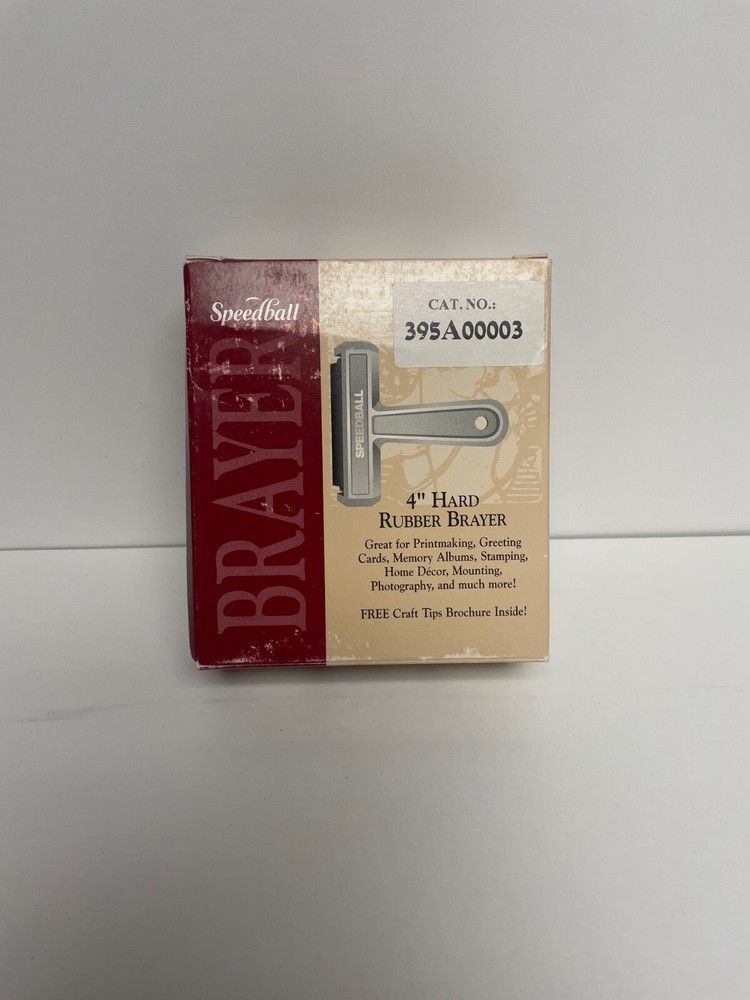 Speedball
BRAYER
CAT. NO.:
395A00003
SPEEDBALL
4" HARD
RUBBER BRAYER
Great for Printmaking, Greeting
Cards, Memory Albums, Stamping,
Home Décor, Mounting,
Photography, and much more!
FREE Craft Tips Brochure Inside!